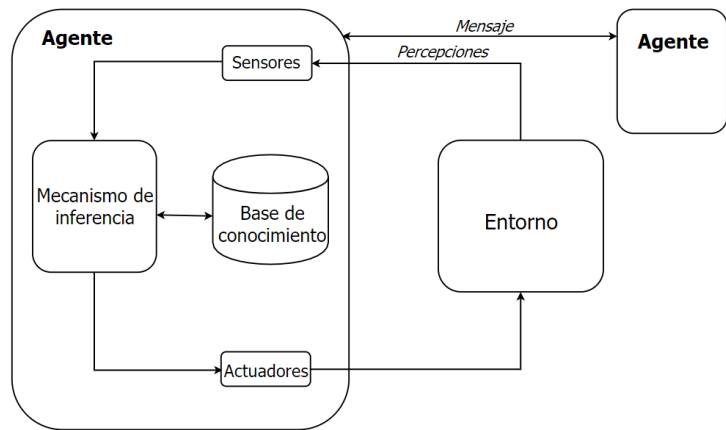 Agente
Mensaje
Agente
Sensores
Percepciones
Mecanismo de
inferencia
Base de
conocimiento
Entorno
Actuadores